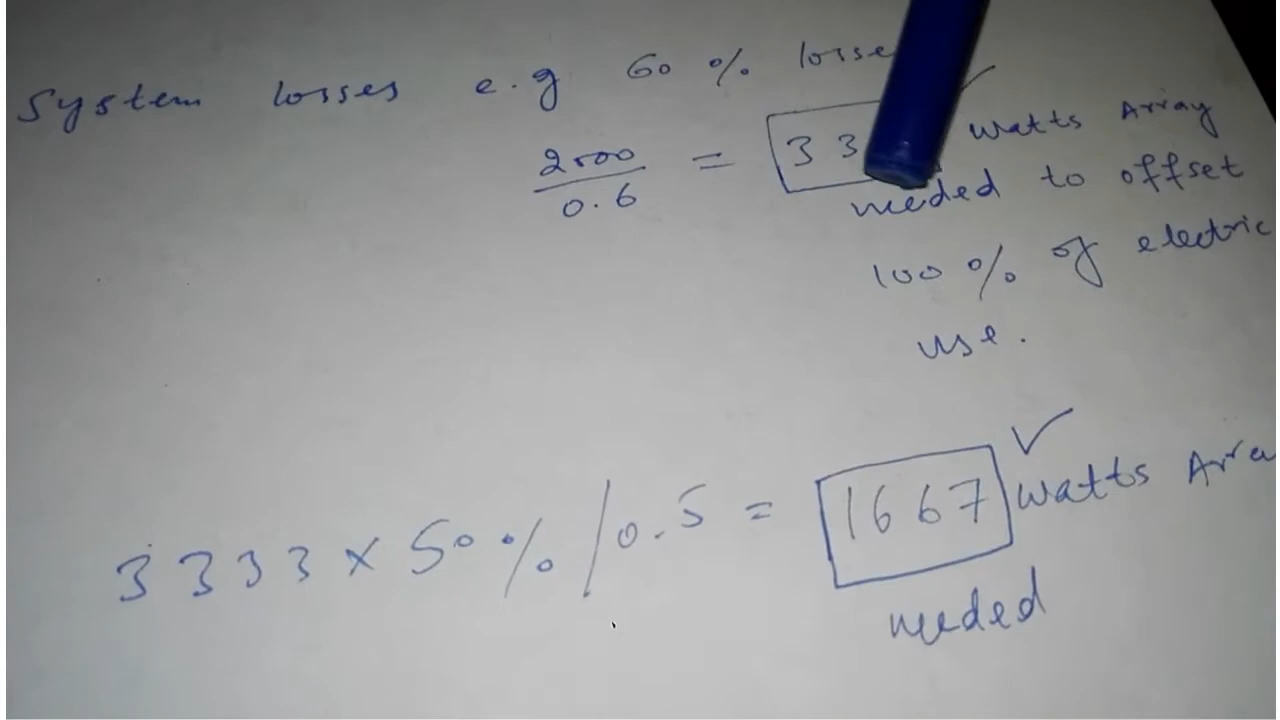 System losses e.g 60 % losse
2000 / 0.6 = 33 watts Array
needed to offset
100 % of electric
use.
3333 x 50 % / 0.5 = 1667 watts Arra
needed